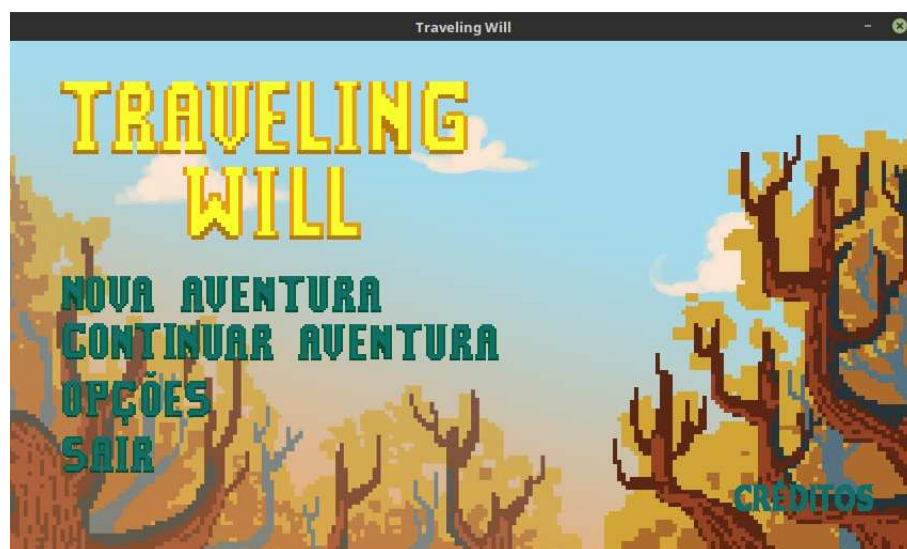 Traveling Will
TRAVELING
WILL
NOVA AVENTURA
CONTINUAR AVENTURA
OPÇÕES
SAIR
CRÉDITOS